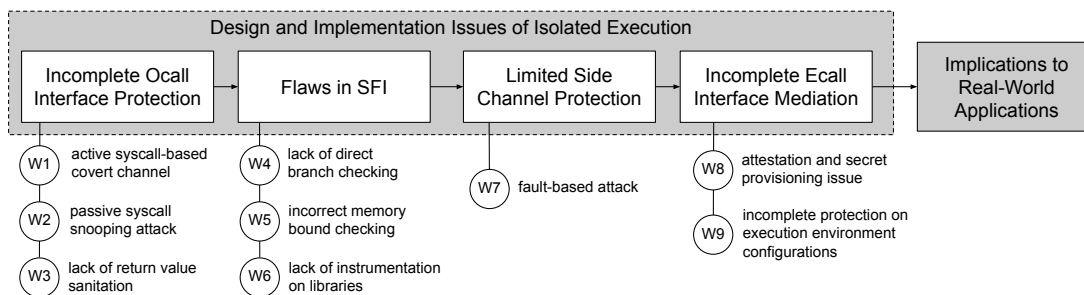 Design and Implementation Issues of Isolated Execution
Incomplete Ocall
Interface Protection
Flaws in SFI
Limited Side
Channel Protection
Incomplete Ecall
Interface Mediation
Implications to
Real-World
Applications
W1
active syscall-based
covert channel
W2
passive syscall
snooping attack
W3
lack of return value
sanitation
W4
lack of direct
branch checking
W5
incorrect memory
bound checking
W6
lack of instrumentation
on libraries
W7
fault-based attack
W8
attestation and secret
provisioning issue
W9
incomplete protection on
execution environment
configurations